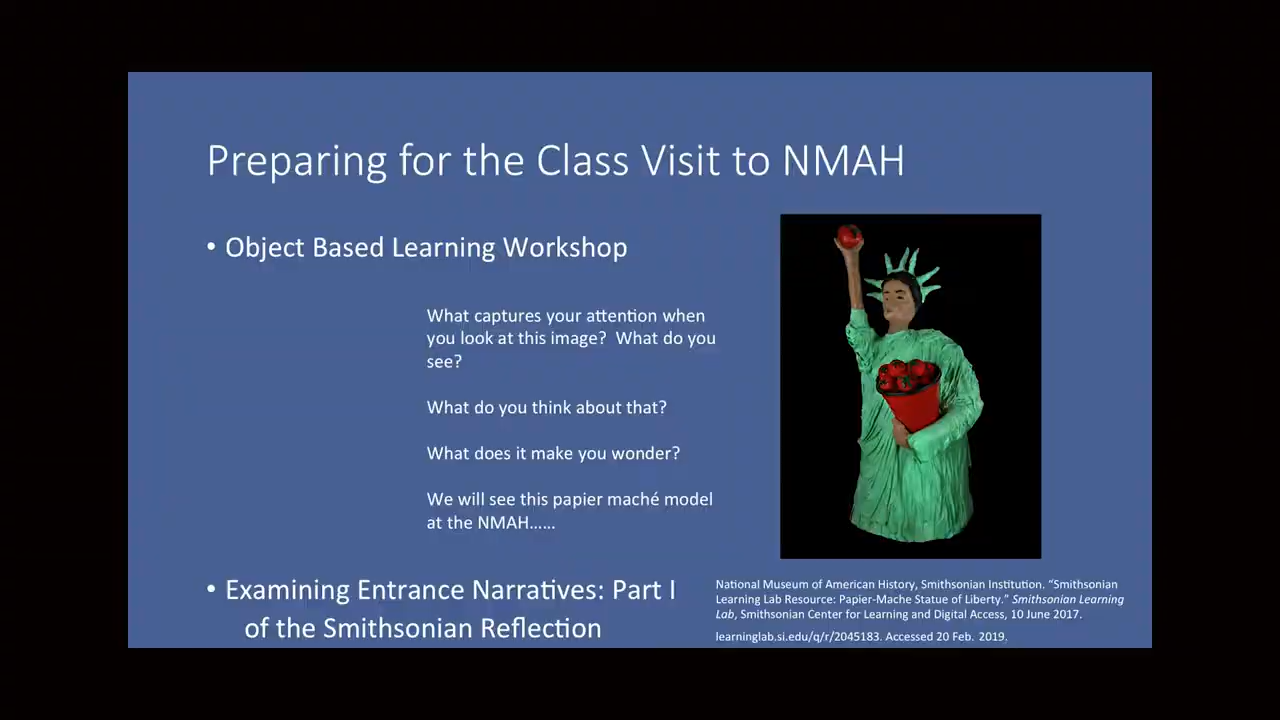 Preparing for the Class Visit to NMAH
• Object Based Learning Workshop
What captures your attention when
you look at this image?  What do you
see?
What do you think about that?
What does it make you wonder?
We will see this papier maché model
at the NMAH......
• Examining Entrance Narratives: Part I
of the Smithsonian Reflection
National Museum of American History, Smithsonian Institution. “Smithsonian
Learning Lab Resource: Papier-Mache Statue of Liberty.” Smithsonian Learning
Lab, Smithsonian Center for Learning and Digital Access, 10 June 2017.
learninglab.si.edu/q/r/2045183. Accessed 20 Feb. 2019.